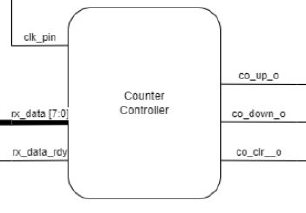 clk_pin
Counter
Controller
co_up_o
rx_data [7:0]
co_down_o
rx_data_rdy
co_clr__o